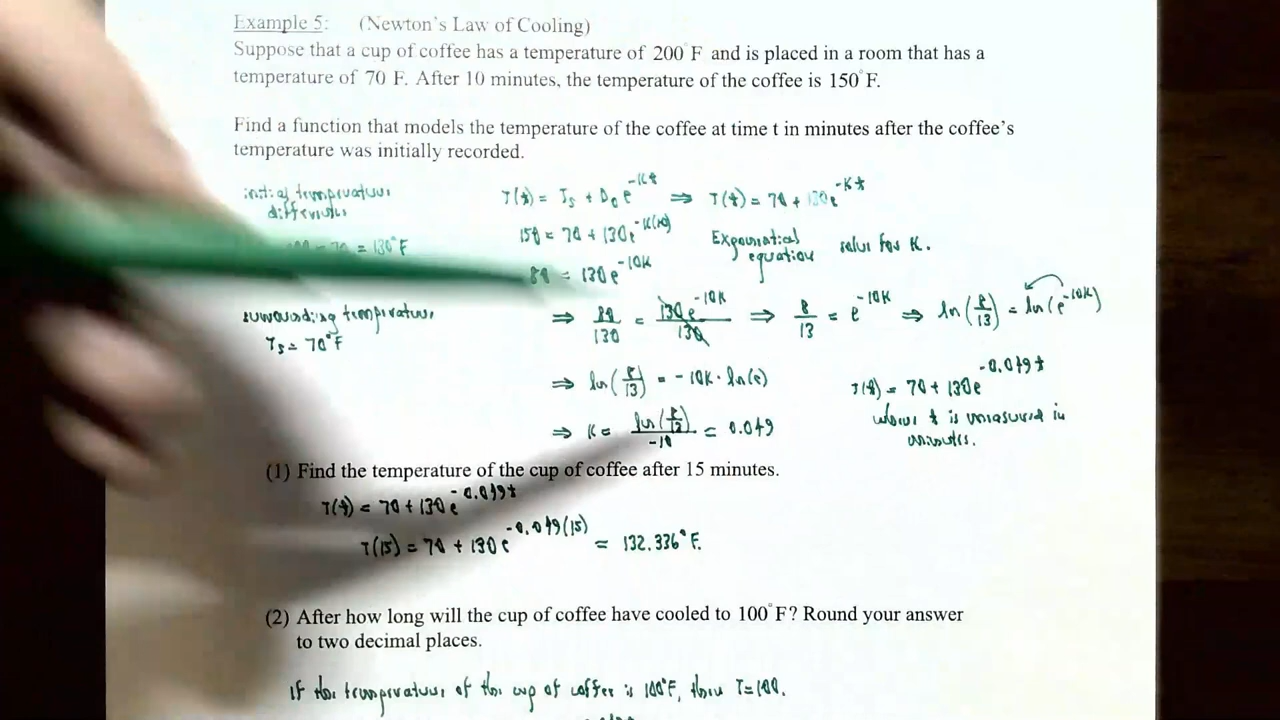 Example 5: (Newton's Law of Cooling)
Suppose that a cup of coffee has a temperature of 200°F and is placed in a room that has a
temperature of 70 F. After 10 minutes, the temperature of the coffee is 150°F.
Find a function that models the temperature of the coffee at time t in minutes after the coffee's
temperature was initially recorded.
initial temperature
difference
- 70 = 130°F
surrounding temperature
Ts = 70°F
T(t) = Ts + D₀e^-kt ⇒ T(t) = 70 + 130e^-kt
150 = 70 + 130e^-k(10)
Exponential
equation
solve for k.
80 = 130e^-10k
⇒ 80/130 = 130e^-10k/130 ⇒ 8/13 = e^-10k ⇒ ln(8/13) = ln(e^-10k)
⇒ ln(8/13) = -10k · ln(e)
⇒ k = ln(8/13)/-10 = 0.049
T(t) = 70 + 130e^-0.049t
where t is measured in
minutes.
(1) Find the temperature of the cup of coffee after 15 minutes.
T(t) = 70 + 130e^-0.049t
T(15) = 70 + 130e^-0.049(15) = 132.336°F.
(2) After how long will the cup of coffee have cooled to 100°F? Round your answer
to two decimal places.
If the temperature of the cup of coffee is 100°F, then T=100.